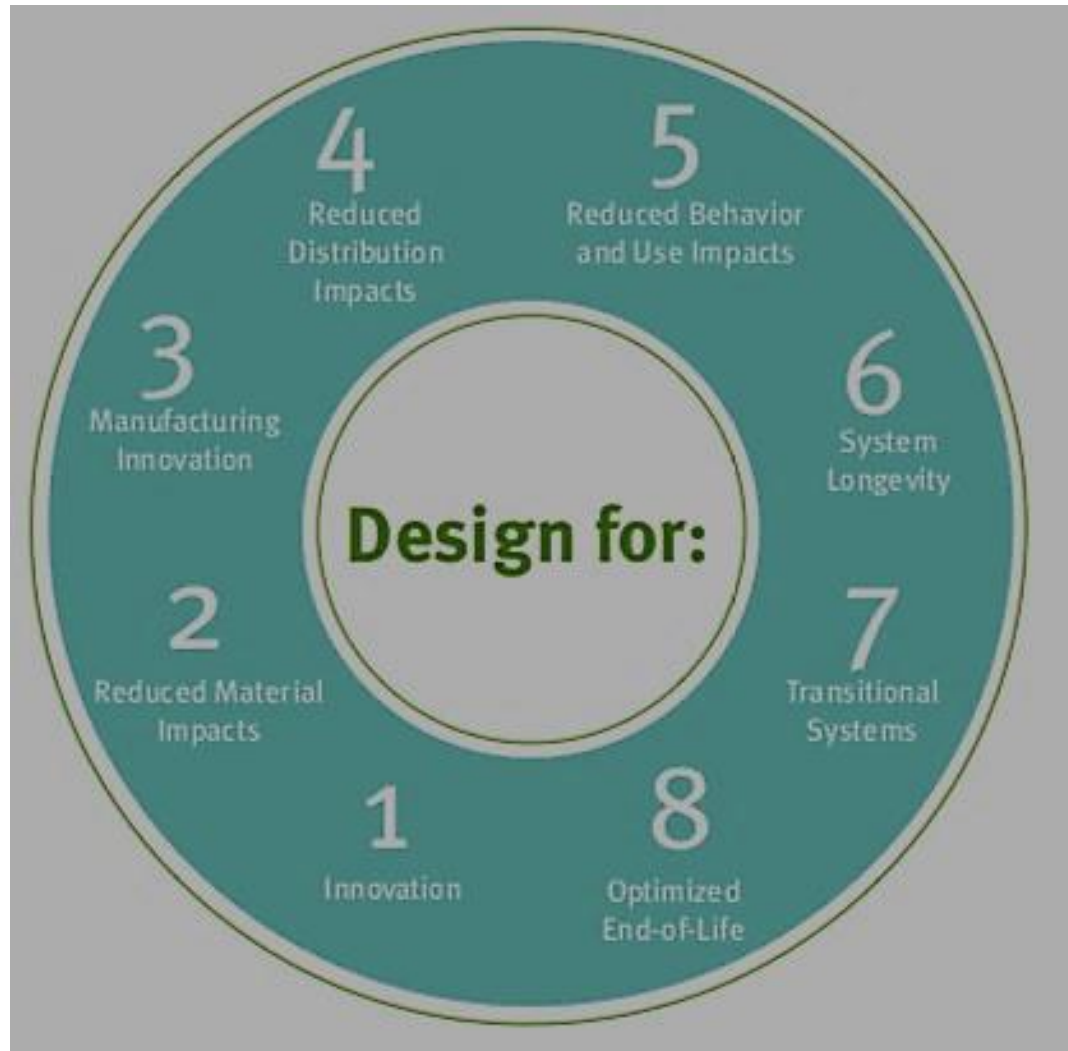 4
Reduced
Distribution
Impacts
5
Reduced Behavior
and Use Impacts
3
Manufacturing
Innovation
6
System
Longevity
Design for:
2
Reduced Material
Impacts
7
Transitional
Systems
1
Innovation
8
Optimized
End-of-Life